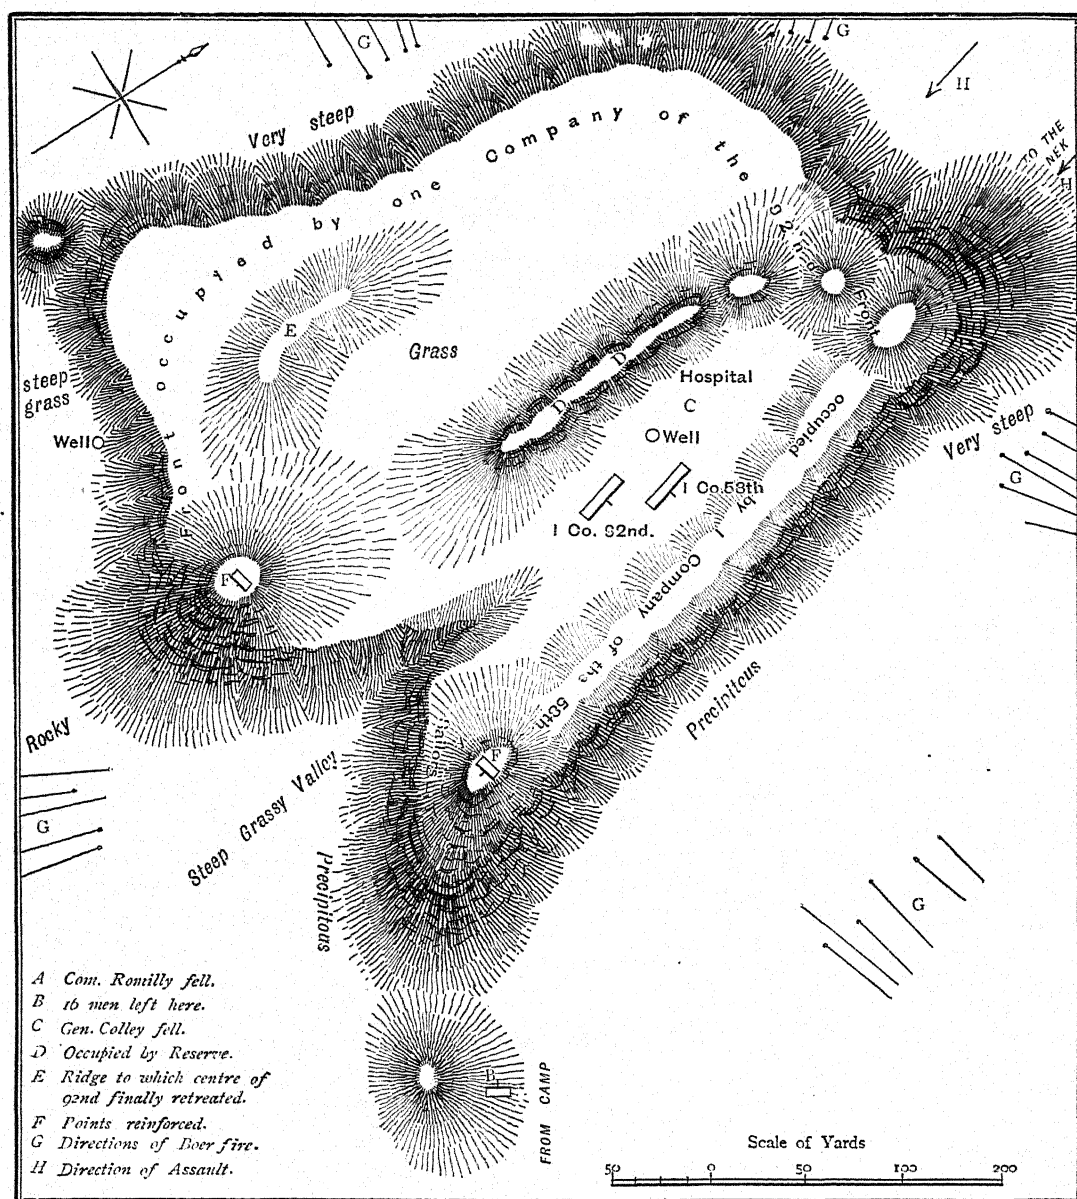 G
G
H
Very steep
TO THE
NEK
H
Front occupyed by one Company of the 92nd
E
Grass
D
D
Hospital
C
Well
steep
grass
Well
Very steep
G
1 Co. 58th
1 Co. 92nd.
Front occupied by 1 Company of the 58th
F
Sailors
F
Precipitous
Rocky
G
Steep Grassy Valley
Precipitous
G
A Com. Romilly fell.
B 16 men left here.
C Gen. Colley fell.
D Occupied by Reserve.
E Ridge to which centre of
92nd finally retreated.
F Points reinforced.
G Directions of Boer fire.
H Direction of Assault.
B
FROM CAMP
Scale of Yards
50 0 50 100 200